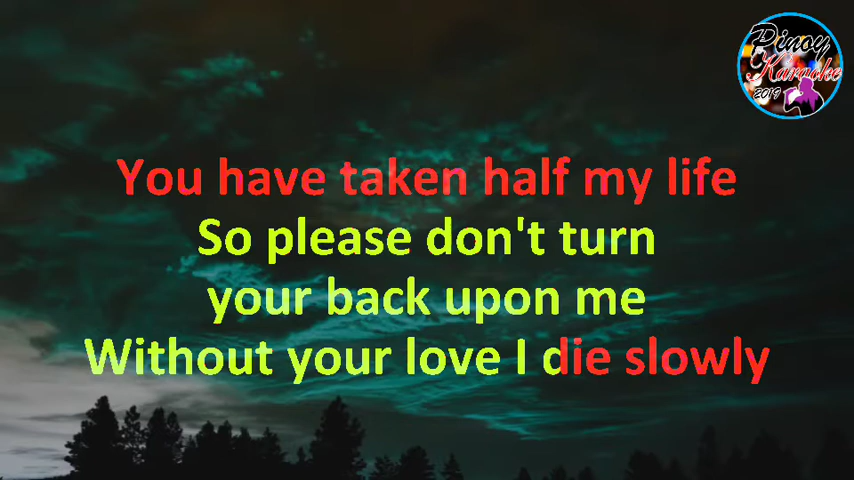 Pinoy
Karaoke
2019
You have taken half my life
So please don't turn
your back upon me
Without your love I die slowly